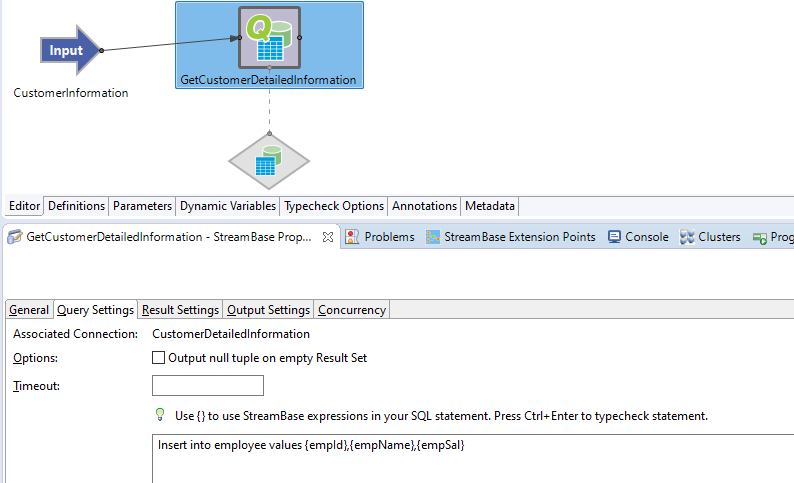 Input
Q
CustomerInformation
GetCustomerDetailedInformation
Editor Definitions Parameters Dynamic Variables Typecheck Options Annotations Metadata
GetCustomerDetailedInformation - StreamBase Prop... Problems StreamBase Extension Points Console Clusters Prog
General Query Settings Result Settings Output Settings Concurrency
Associated Connection: CustomerDetailedInformation
Options: Output null tuple on empty Result Set
Timeout:
Use {} to use StreamBase expressions in your SQL statement. Press Ctrl+Enter to typecheck statement.
Insert into employee values {empId},{empName},{empSal}